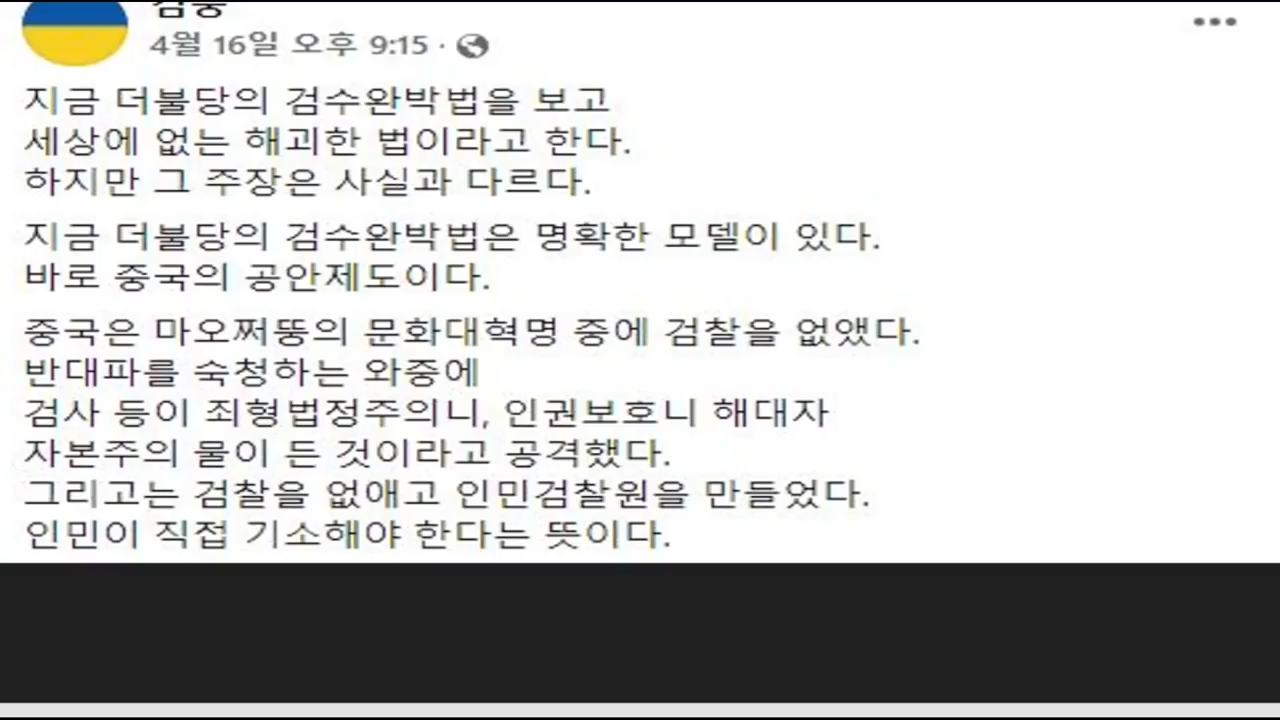 4월 16일 오후 9:15 ·
지금 더불당의 검수완박법을 보고
세상에 없는 해괴한 법이라고 한다.
하지만 그 주장은 사실과 다르다.
지금 더불당의 검수완박법은 명확한 모델이 있다.
바로 중국의 공안제도이다.
중국은 마오쩌뚱의 문화대혁명 중에 검찰을 없앴다.
반대파를 숙청하는 와중에
검사 등이 죄형법정주의니, 인권보호니 해대자
자본주의 물이 든 것이라고 공격했다.
그리고는 검찰을 없애고 인민검찰원을 만들었다.
인민이 직접 기소해야 한다는 뜻이다.